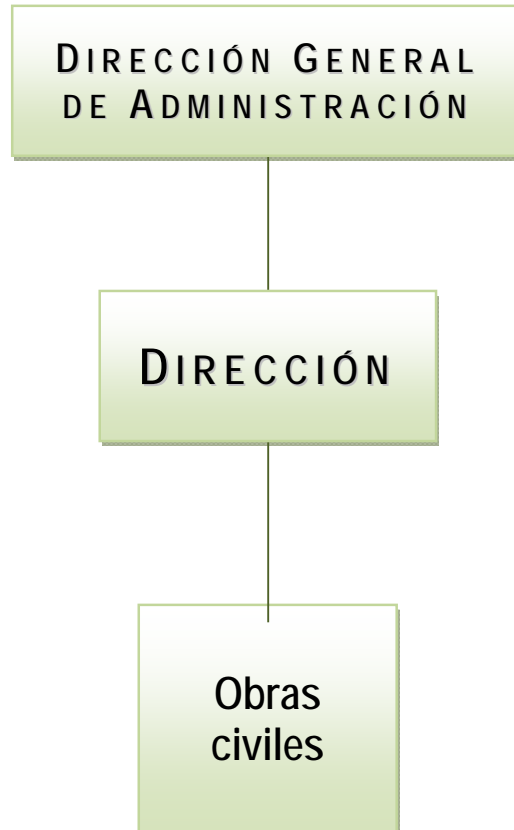 DIRECCIÓN GENERAL
DE ADMINISTRACIÓN
DIRECCIÓN
Obras
civiles